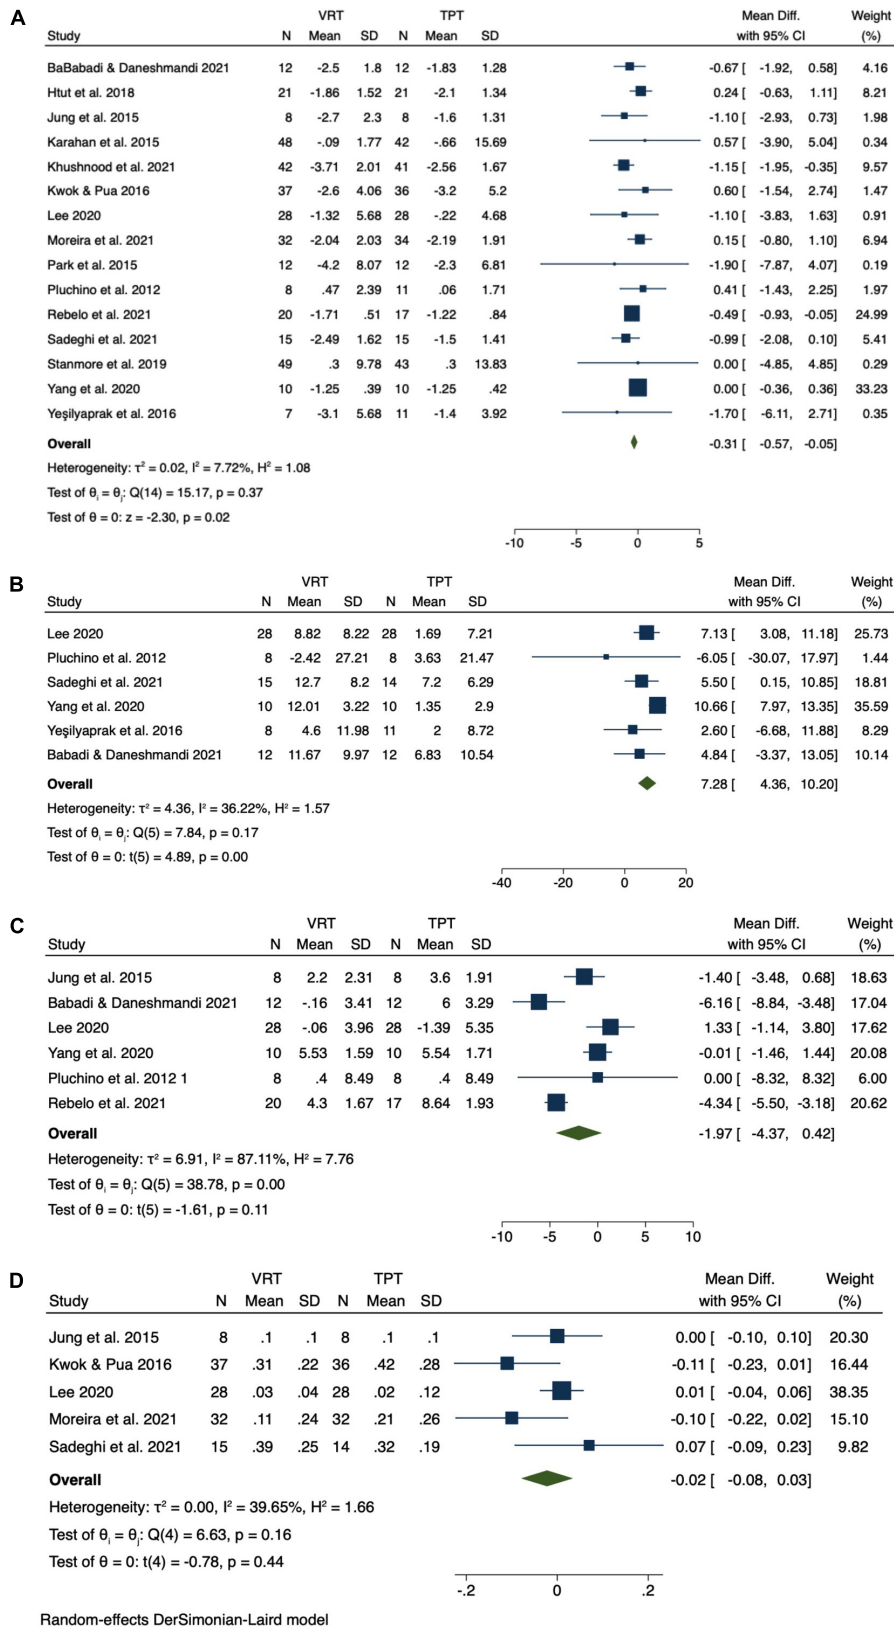 A
VRT TPT Mean Diff. Weight
Study N Mean SD N Mean SD with 95% CI (%)
BaBabadi & Daneshmandi 2021 12 -2.5 1.8 12 -1.83 1.28 -0.67 [ -1.92, 0.58] 4.16
Htut et al. 2018 21 -1.86 1.52 21 -2.1 1.34 0.24 [ -0.63, 1.11] 8.21
Jung et al. 2015 8 -2.7 2.3 8 -1.6 1.31 -1.10 [ -2.93, 0.73] 1.98
Karahan et al. 2015 48 -.09 1.77 42 -.66 15.69 0.57 [ -3.90, 5.04] 0.34
Khushnood et al. 2021 42 -3.71 2.01 41 -2.56 1.67 -1.15 [ -1.95, -0.35] 9.57
Kwok & Pua 2016 37 -2.6 4.06 36 -3.2 5.2 0.60 [ -1.54, 2.74] 1.47
Lee 2020 28 -1.32 5.68 28 -.22 4.68 -1.10 [ -3.83, 1.63] 0.91
Moreira et al. 2021 32 -2.04 2.03 34 -2.19 1.91 0.15 [ -0.80, 1.10] 6.94
Park et al. 2015 12 -4.2 8.07 12 -2.3 6.81 -1.90 [ -7.87, 4.07] 0.19
Pluchino et al. 2012 8 .47 2.39 11 .06 1.71 0.41 [ -1.43, 2.25] 1.97
Rebelo et al. 2021 20 -1.71 .51 17 -1.22 .84 -0.49 [ -0.93, -0.05] 24.99
Sadeghi et al. 2021 15 -2.49 1.62 15 -1.5 1.41 -0.99 [ -2.08, 0.10] 5.41
Stanmore et al. 2019 49 .3 9.78 43 .3 13.83 0.00 [ -4.85, 4.85] 0.29
Yang et al. 2020 10 -1.25 .39 10 -1.25 .42 0.00 [ -0.36, 0.36] 33.23
Yeşilyaprak et al. 2016 7 -3.1 5.68 11 -1.4 3.92 -1.70 [ -6.11, 2.71] 0.35
Overall -0.31 [ -0.57, -0.05]
Heterogeneity: τ² = 0.02, I² = 7.72%, H² = 1.08
Test of θᵢ = θⱼ: Q(14) = 15.17, p = 0.37
Test of θ = 0: z = -2.30, p = 0.02
-10 -5 0 5
B
VRT TPT Mean Diff. Weight
Study N Mean SD N Mean SD with 95% CI (%)
Lee 2020 28 8.82 8.22 28 1.69 7.21 7.13 [ 3.08, 11.18] 25.73
Pluchino et al. 2012 8 -2.42 27.21 8 3.63 21.47 -6.05 [ -30.07, 17.97] 1.44
Sadeghi et al. 2021 15 12.7 8.2 14 7.2 6.29 5.50 [ 0.15, 10.85] 18.81
Yang et al. 2020 10 12.01 3.22 10 1.35 2.9 10.66 [ 7.97, 13.35] 35.59
Yeşilyaprak et al. 2016 8 4.6 11.98 11 2 8.72 2.60 [ -6.68, 11.88] 8.29
Babadi & Daneshmandi 2021 12 11.67 9.97 12 6.83 10.54 4.84 [ -3.37, 13.05] 10.14
Overall 7.28 [ 4.36, 10.20]
Heterogeneity: τ² = 4.36, I² = 36.22%, H² = 1.57
Test of θᵢ = θⱼ: Q(5) = 7.84, p = 0.17
Test of θ = 0: t(5) = 4.89, p = 0.00
-40 -20 0 20
C
VRT TPT Mean Diff. Weight
Study N Mean SD N Mean SD with 95% CI (%)
Jung et al. 2015 8 2.2 2.31 8 3.6 1.91 -1.40 [ -3.48, 0.68] 18.63
Babadi & Daneshmandi 2021 12 -.16 3.41 12 6 3.29 -6.16 [ -8.84, -3.48] 17.04
Lee 2020 28 -.06 3.96 28 -1.39 5.35 1.33 [ -1.14, 3.80] 17.62
Yang et al. 2020 10 5.53 1.59 10 5.54 1.71 -0.01 [ -1.46, 1.44] 20.08
Pluchino et al. 2012 1 8 .4 8.49 8 .4 8.49 0.00 [ -8.32, 8.32] 6.00
Rebelo et al. 2021 20 4.3 1.67 17 8.64 1.93 -4.34 [ -5.50, -3.18] 20.62
Overall -1.97 [ -4.37, 0.42]
Heterogeneity: τ² = 6.91, I² = 87.11%, H² = 7.76
Test of θᵢ = θⱼ: Q(5) = 38.78, p = 0.00
Test of θ = 0: t(5) = -1.61, p = 0.11
-10 -5 0 5 10
D
VRT TPT Mean Diff. Weight
Study N Mean SD N Mean SD with 95% CI (%)
Jung et al. 2015 8 .1 .1 8 .1 .1 0.00 [ -0.10, 0.10] 20.30
Kwok & Pua 2016 37 .31 .22 36 .42 .28 -0.11 [ -0.23, 0.01] 16.44
Lee 2020 28 .03 .04 28 .02 .12 0.01 [ -0.04, 0.06] 38.35
Moreira et al. 2021 32 .11 .24 32 .21 .26 -0.10 [ -0.22, 0.02] 15.10
Sadeghi et al. 2021 15 .39 .25 14 .32 .19 0.07 [ -0.09, 0.23] 9.82
Overall -0.02 [ -0.08, 0.03]
Heterogeneity: τ² = 0.00, I² = 39.65%, H² = 1.66
Test of θᵢ = θⱼ: Q(4) = 6.63, p = 0.16
Test of θ = 0: t(4) = -0.78, p = 0.44
-.2 0 .2
Random-effects DerSimonian-Laird model